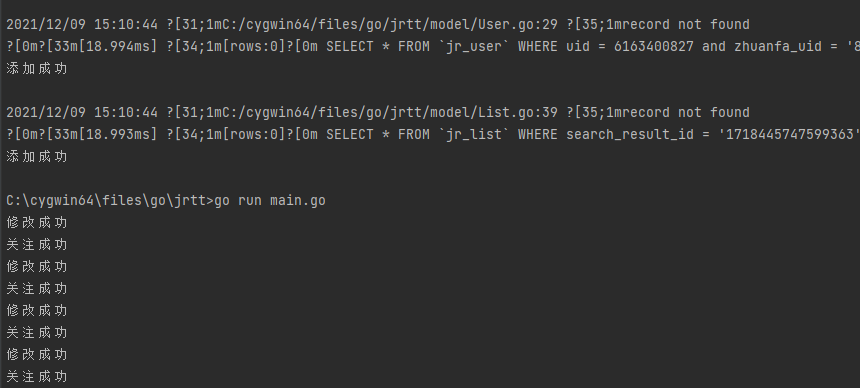 2021/12/09 15:10:44 ?[31;1mC:/cygwin64/files/go/jrtt/model/User.go:29 ?[35;1mrecord not found
?[0m?[33m[18.994ms] ?[34;1m[rows:0]?[0m SELECT * FROM `jr_user` WHERE uid = 6163400827 and zhuanfa_uid = '8
添加成功
2021/12/09 15:10:44 ?[31;1mC:/cygwin64/files/go/jrtt/model/List.go:39 ?[35;1mrecord not found
?[0m?[33m[18.993ms] ?[34;1m[rows:0]?[0m SELECT * FROM `jr_list` WHERE search_result_id = '1718445747599363'
添加成功
C:\cygwin64\files\go\jrtt>go run main.go
修改成功
关注成功
修改成功
关注成功
修改成功
关注成功
修改成功
关注成功